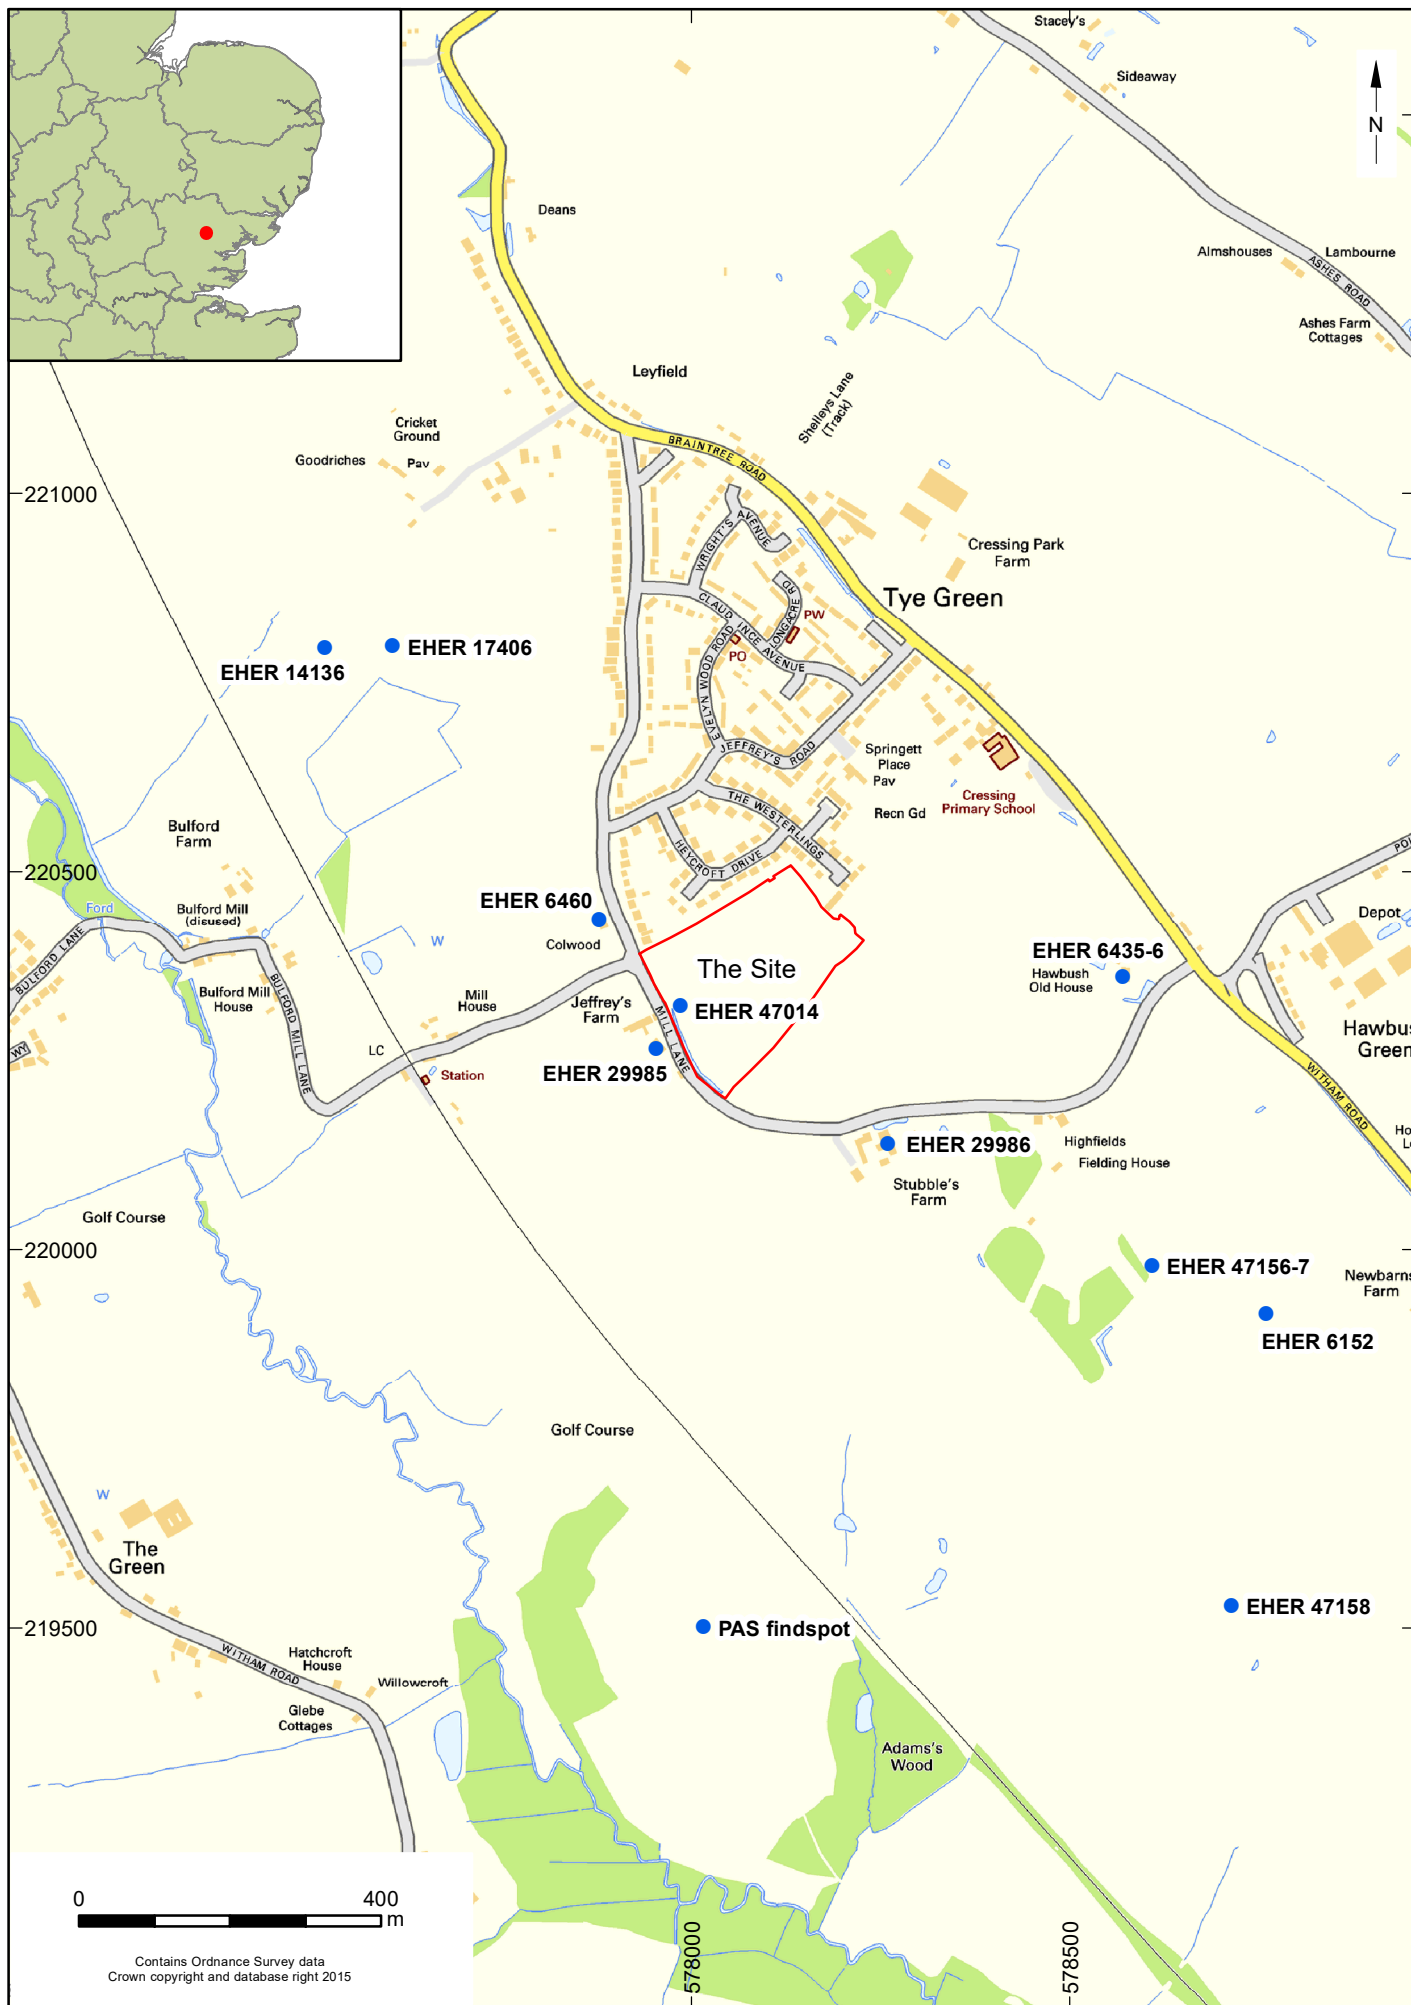 Stacey's
Sideaway
N
Deans
Almshouses
Lambourne
ASHES ROAD
Ashes Farm
Cottages
Leyfield
Shelleys Lane
(Track)
Cricket
Ground
Goodriches
Pav
BRAINTREE ROAD
221000
WRIGHT'S AVENUE
Cressing Park
Farm
Tye Green
LONGACRE RD
PW
CLAUD INCE AVENUE
PO
EVELYN WOOD ROAD
EHER 17406
EHER 14136
JEFFREY'S ROAD
Springett
Place
Pav
Recn Gd
Cressing
Primary School
THE WESTERLINGS
HEYCROFT DRIVE
Bulford
Farm
220500
Ford
Bulford Mill
(disused)
BULFORD LANE
W
EHER 6460
Colwood
The Site
EHER 6435-6
Hawbush
Old House
Depot
Bulford Mill
House
BULFORD MILL LANE
Mill
House
Jeffrey's
Farm
EHER 47014
MILL LANE
Hawbus
Green
WY
LC
Station
EHER 29985
WITHAM ROAD
EHER 29986
Highfields
Fielding House
Stubble's
Farm
Golf Course
220000
EHER 47156-7
Newbarns
Farm
EHER 6152
Golf Course
W
The
Green
EHER 47158
PAS findspot
219500
WITHAM ROAD
Hatchcroft
House
Willowcroft
Glebe
Cottages
Adams's
Wood
0 400
m
578000
578500
Contains Ordnance Survey data
Crown copyright and database right 2015